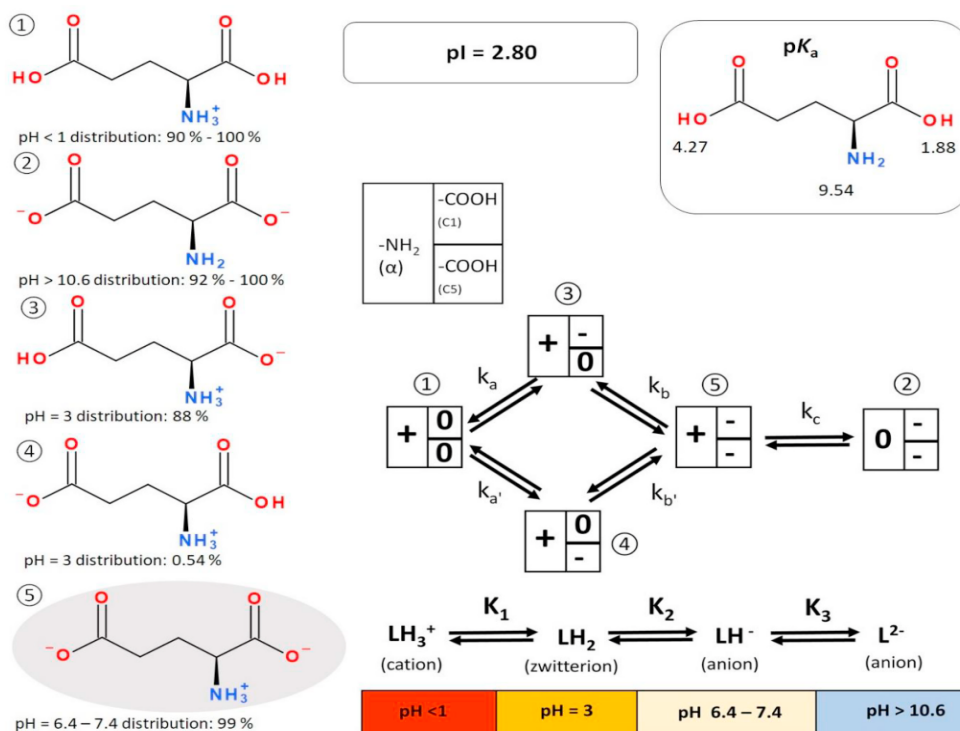 ①
O
O
HO
OH
NH₃⁺
pH < 1 distribution: 90 % - 100 %
②
O
O
⁻O
O⁻
NH₂
pH > 10.6 distribution: 92 % - 100 %
③
O
O
HO
O⁻
NH₃⁺
pH = 3 distribution: 88 %
④
O
O
⁻O
OH
NH₃⁺
pH = 3 distribution: 0.54 %
⑤
O
O
⁻O
O⁻
NH₃⁺
pH = 6.4 – 7.4 distribution: 99 %
pI = 2.80
pKₐ
O
O
HO
OH
4.27
NH₂
1.88
9.54
-NH₂
(α)
-COOH
(C1)
-COOH
(C5)
③
+ - 0
kₐ
k_b
①
+ 0 0
⑤
+ - -
k_c
②
0 - -
kₐ'
k_b'
+ 0 -
④
K₁ K₂ K₃
LH₃⁺ LH₂ LH⁻ L²⁻
(cation) (zwitterion) (anion) (anion)
pH <1 pH = 3 pH 6.4 – 7.4 pH > 10.6